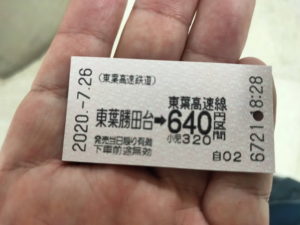 (東葉高速鉄道)
東葉高速線
東葉勝田台➡640円区間
小児320
発売当日限り有効
下車前途無効
自02
2020.-7.26
6721●8:28